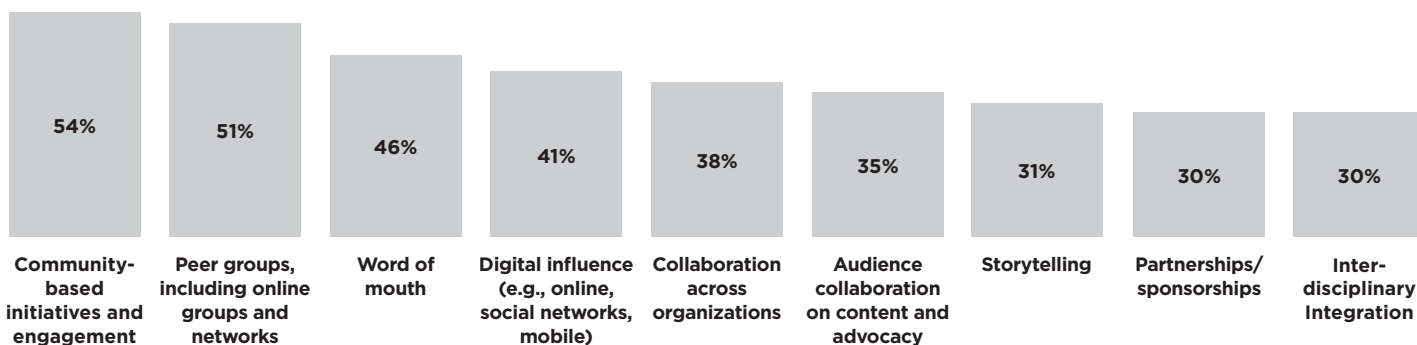 54%
51%
46%
41%
38%
35%
31%
30%
30%
Community-
based
initiatives and
engagement
Peer groups,
including online
groups and
networks
Word of
mouth
Digital influence
(e.g., online,
social networks,
mobile)
Collaboration
across
organizations
Audience
collaboration
on content and
advocacy
Storytelling
Partnerships/
sponsorships
Inter-
disciplinary
Integration